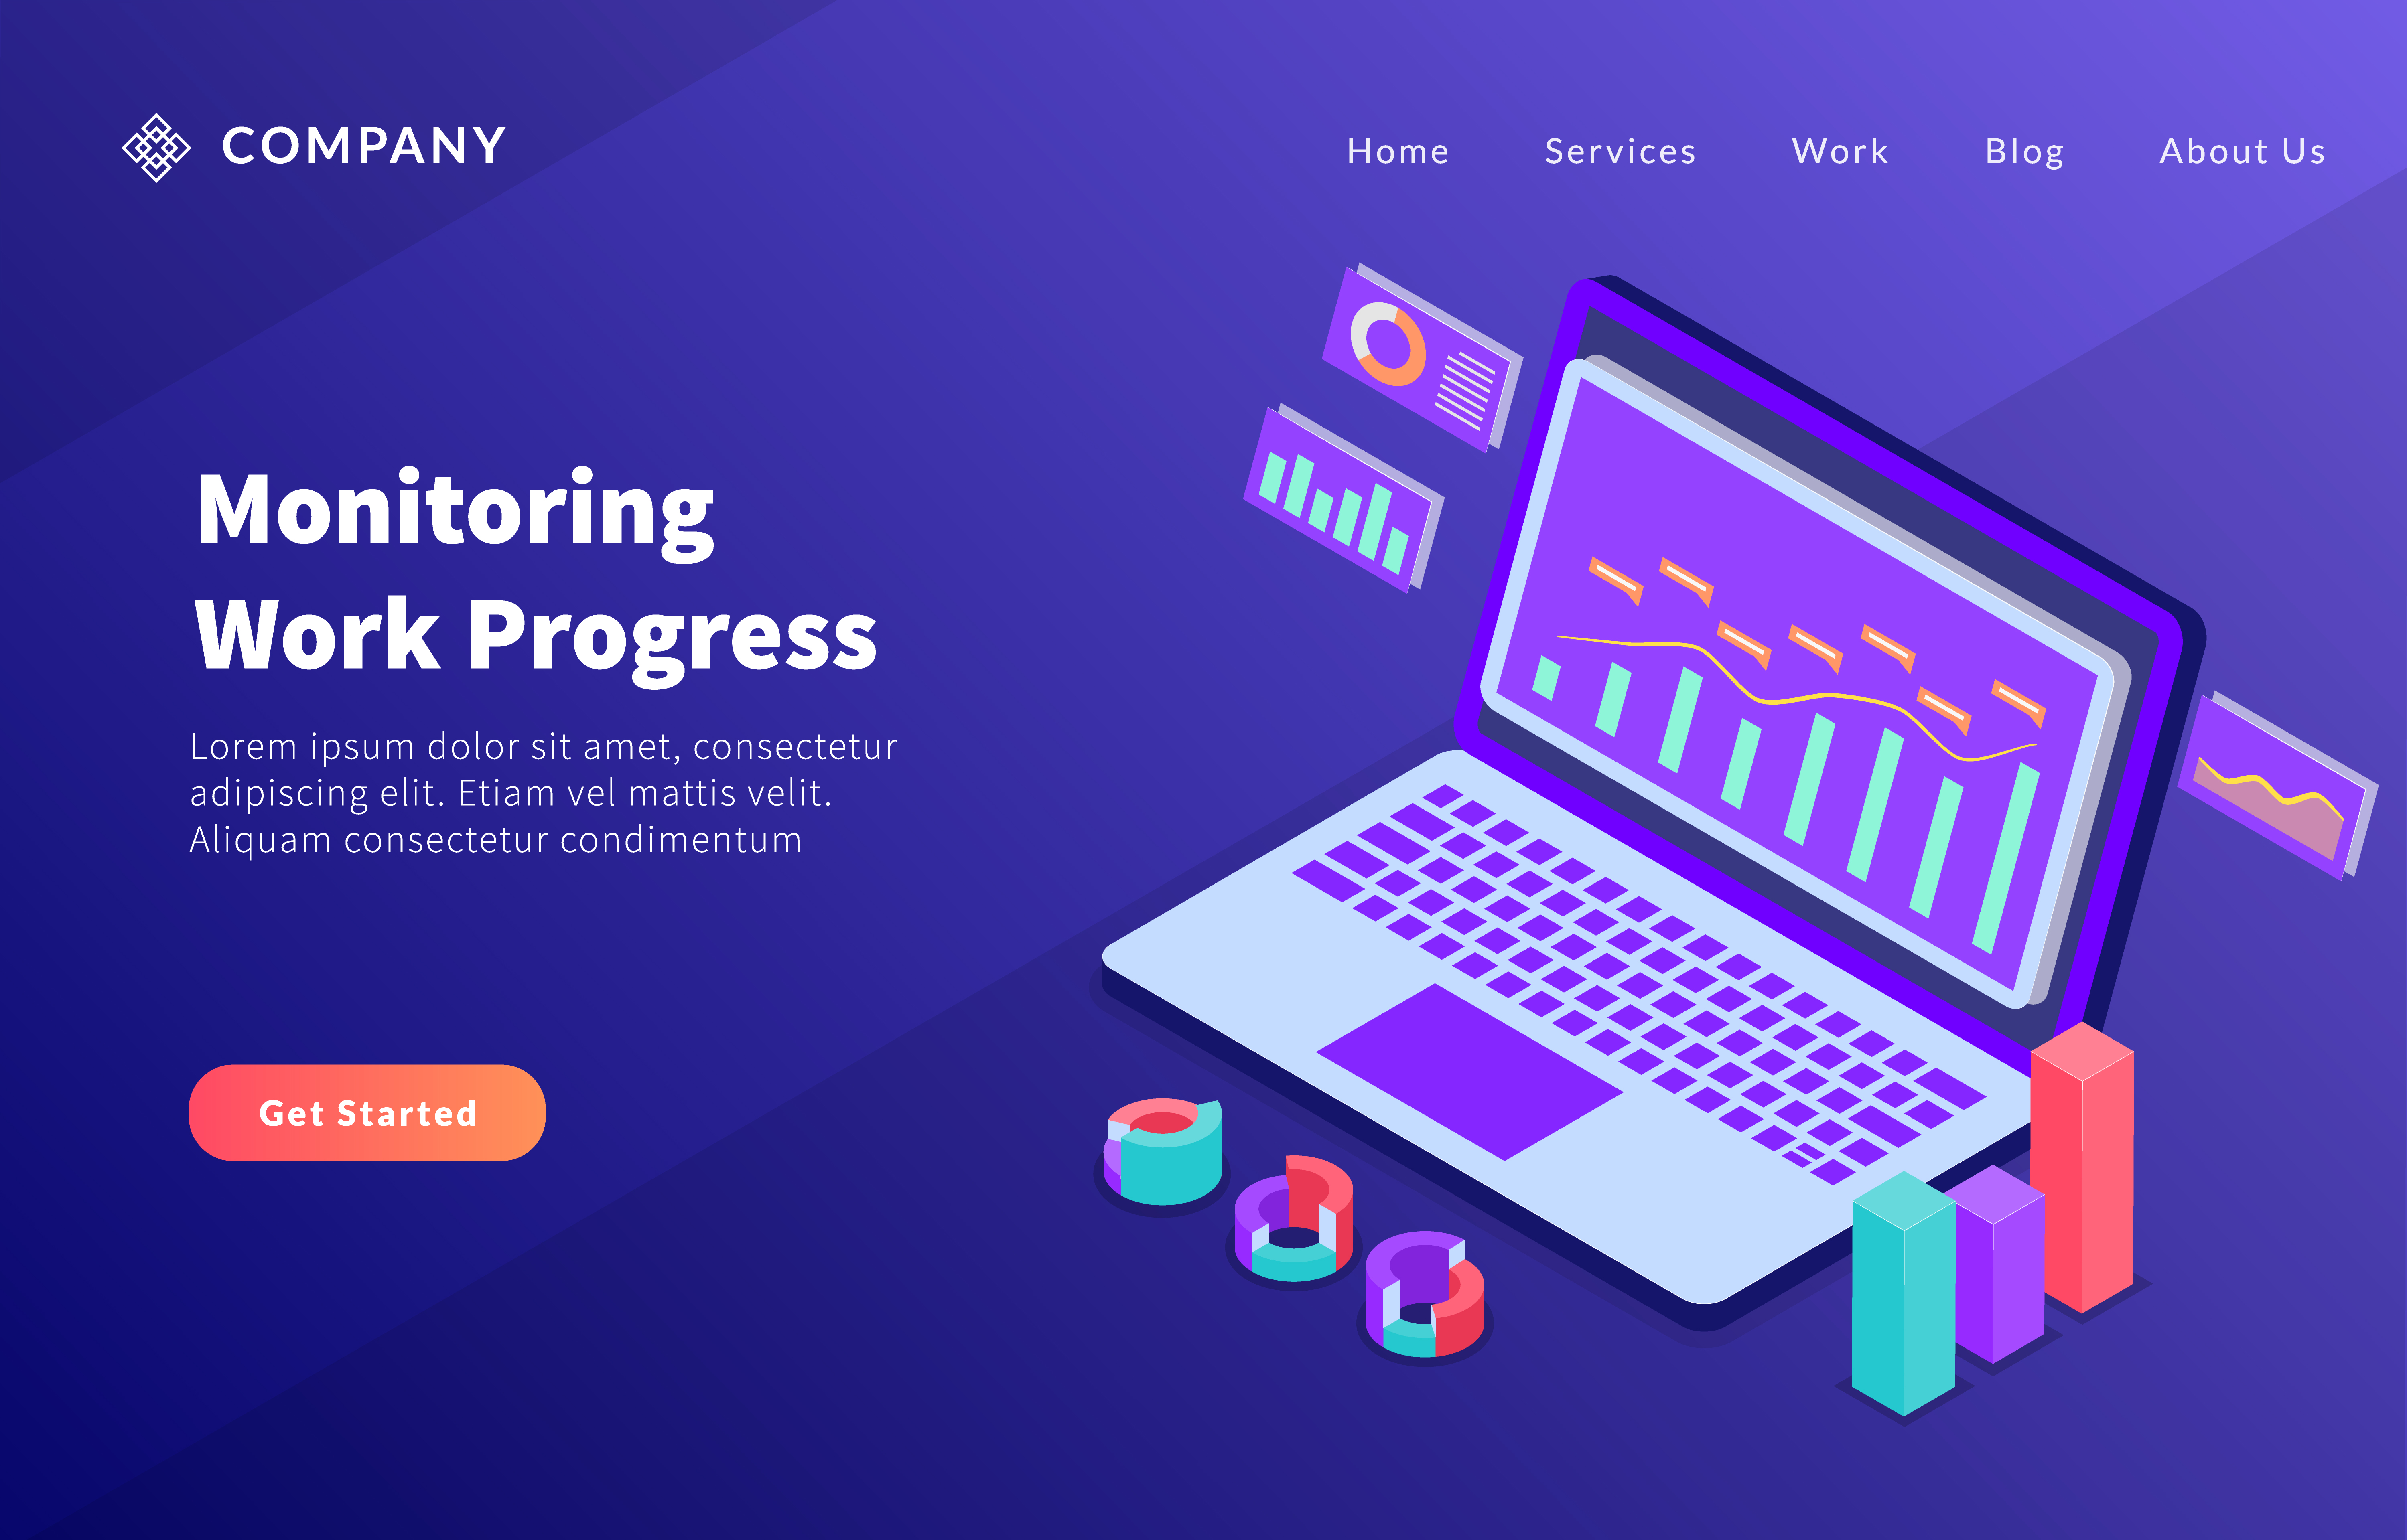 COMPANY
Home Services Work Blog About Us
Monitoring
Work Progress
Lorem ipsum dolor sit amet, consectetur
adipiscing elit. Etiam vel mattis velit.
Aliquam consectetur condimentum
Get Started